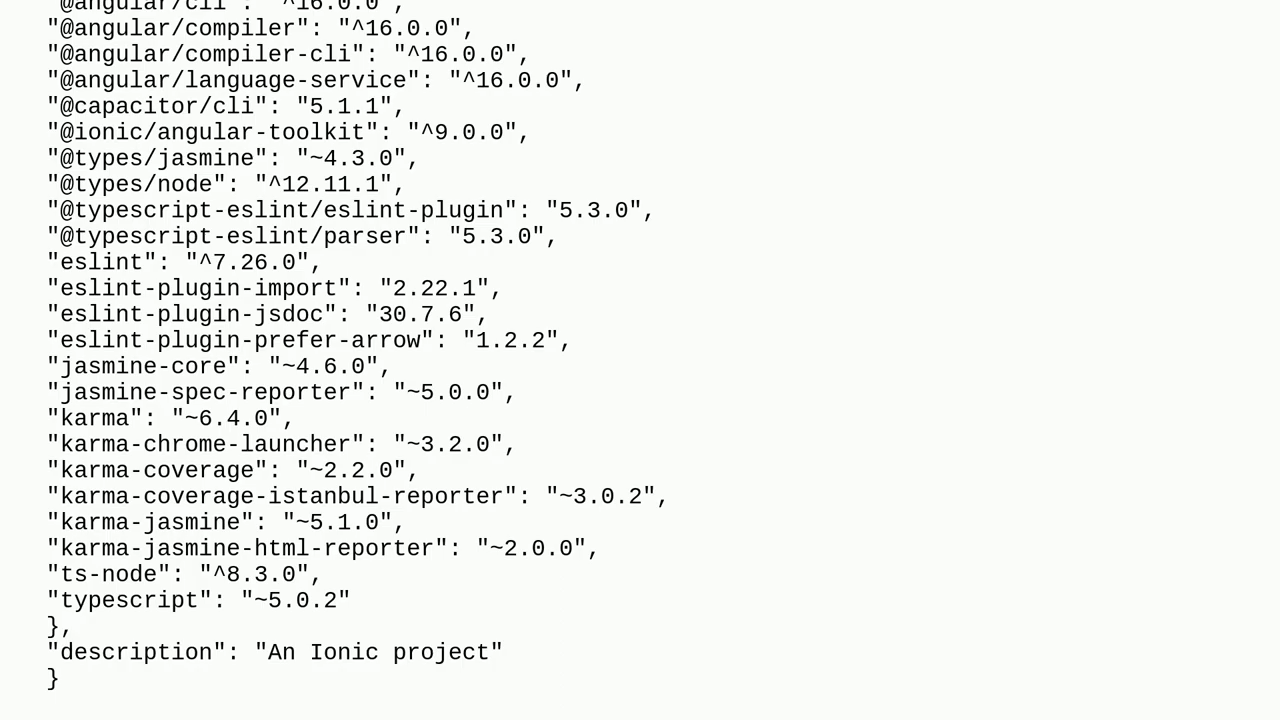 "@angular/cli": "^16.0.0",
"@angular/compiler": "^16.0.0",
"@angular/compiler-cli": "^16.0.0",
"@angular/language-service": "^16.0.0",
"@capacitor/cli": "5.1.1",
"@ionic/angular-toolkit": "^9.0.0",
"@types/jasmine": "~4.3.0",
"@types/node": "^12.11.1",
"@typescript-eslint/eslint-plugin": "5.3.0",
"@typescript-eslint/parser": "5.3.0",
"eslint": "^7.26.0",
"eslint-plugin-import": "2.22.1",
"eslint-plugin-jsdoc": "30.7.6",
"eslint-plugin-prefer-arrow": "1.2.2",
"jasmine-core": "~4.6.0",
"jasmine-spec-reporter": "~5.0.0",
"karma": "~6.4.0",
"karma-chrome-launcher": "~3.2.0",
"karma-coverage": "~2.2.0",
"karma-coverage-istanbul-reporter": "~3.0.2",
"karma-jasmine": "~5.1.0",
"karma-jasmine-html-reporter": "~2.0.0",
"ts-node": "^8.3.0",
"typescript": "~5.0.2"
},
"description": "An Ionic project"
}